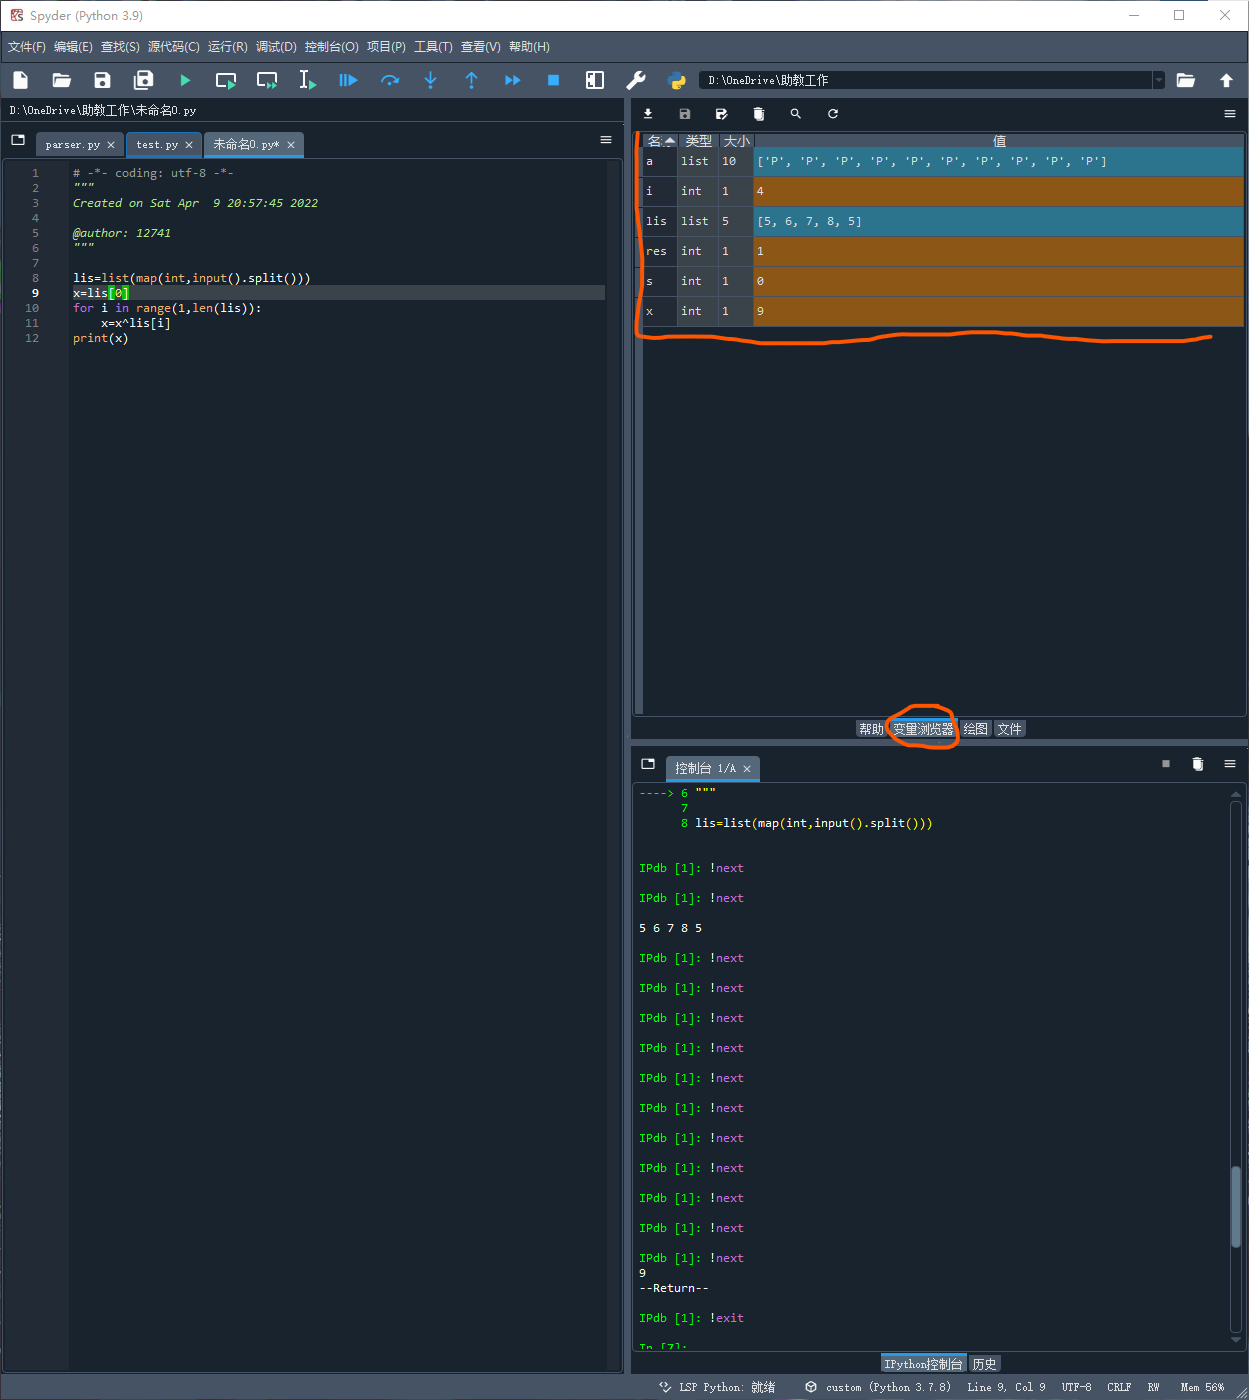 Spyder (Python 3.9)
文件(F) 编辑(E) 查找(S) 源代码(C) 运行(R) 调试(D) 控制台(O) 项目(P) 工具(T) 查看(V) 帮助(H)
D:\OneDrive\助教工作
D:\OneDrive\助教工作\未命名0.py
parser.py test.py 未命名0.py*
1 # -*- coding: utf-8 -*-
2 """
3 Created on Sat Apr  9 20:57:45 2022
4
5 @author: 12741
6 """
7
8 lis=list(map(int,input().split()))
9 x=lis[0]
10 for i in range(1,len(lis)):
11     x=x^lis[i]
12 print(x)
类型 大小 值
a list 10 ['P', 'P', 'P', 'P', 'P', 'P', 'P', 'P', 'P', 'P']
i int 1 4
lis list 5 [5, 6, 7, 8, 5]
res int 1 1
s int 1 0
x int 1 9
帮助 变量浏览器 绘图 文件
控制台 1/A
----> 6 """
7
8 lis=list(map(int,input().split()))
IPdb [1]: !next
IPdb [1]: !next
5 6 7 8 5
IPdb [1]: !next
IPdb [1]: !next
IPdb [1]: !next
IPdb [1]: !next
IPdb [1]: !next
IPdb [1]: !next
IPdb [1]: !next
IPdb [1]: !next
IPdb [1]: !next
IPdb [1]: !next
IPdb [1]: !next
9
--Return--
IPdb [1]: !exit
In [7]:
IPython控制台 历史
LSP Python: 就绪 custom (Python 3.7.8) Line 9, Col 9 UTF-8 CRLF RW Mem 56%